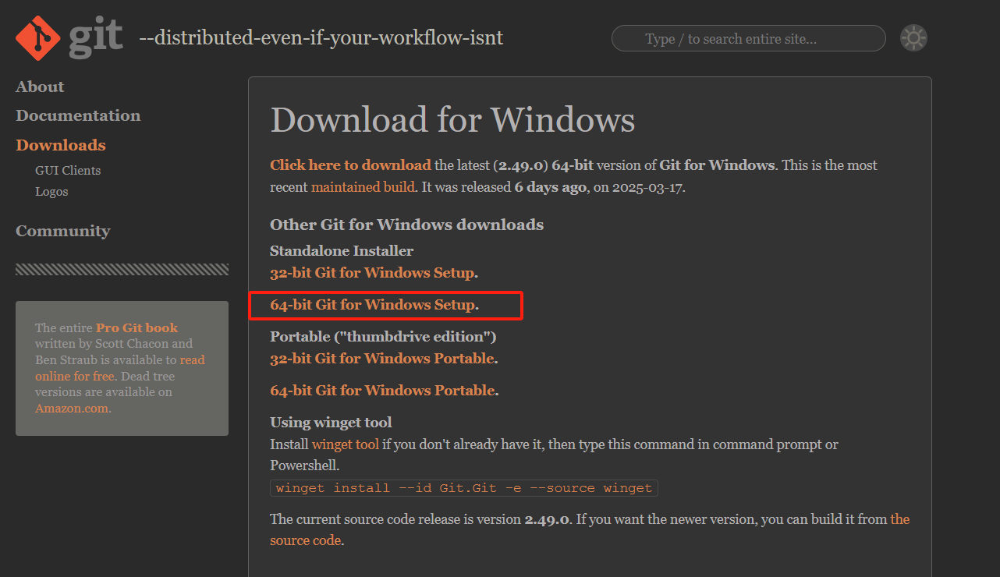 git --distributed-even-if-your-workflow-isnt
Type / to search entire site...
About
Documentation
Downloads
GUI Clients
Logos
Community
The entire Pro Git book
written by Scott Chacon and
Ben Straub is available to read
online for free. Dead tree
versions are available on
Amazon.com.
Download for Windows
Click here to download the latest (2.49.0) 64-bit version of Git for Windows. This is the most
recent maintained build. It was released 6 days ago, on 2025-03-17.
Other Git for Windows downloads
Standalone Installer
32-bit Git for Windows Setup.
64-bit Git for Windows Setup.
Portable ("thumbdrive edition")
32-bit Git for Windows Portable.
64-bit Git for Windows Portable.
Using winget tool
Install winget tool if you don't already have it, then type this command in command prompt or
Powershell.
winget install --id Git.Git -e --source winget
The current source code release is version 2.49.0. If you want the newer version, you can build it from the
source code.